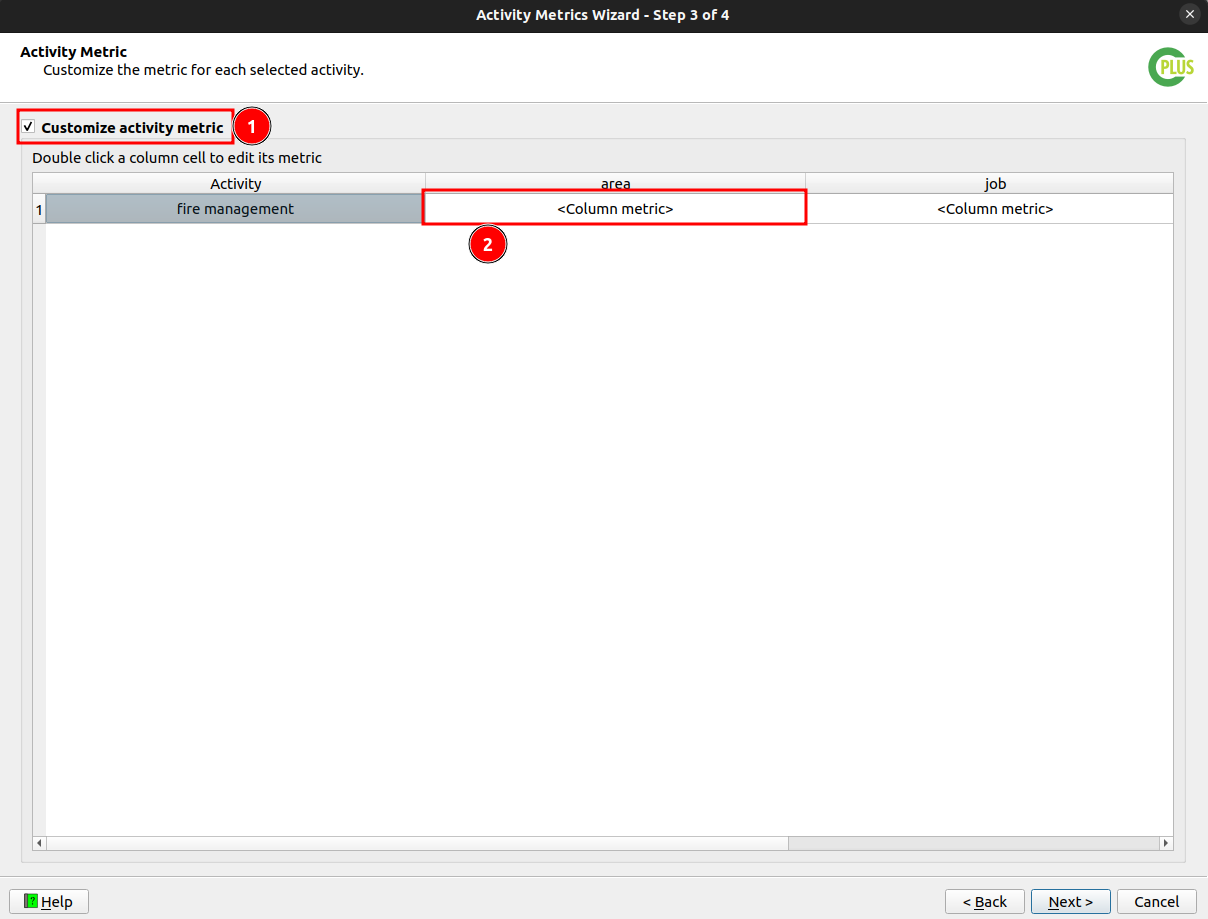 Activity Metrics Wizard - Step 3 of 4
Activity Metric
Customize the metric for each selected activity.
CPLUS
Customize activity metric
1
Double click a column cell to edit its metric
Activity area job
1 fire management <Column metric> <Column metric>
2
Help < Back Next > Cancel